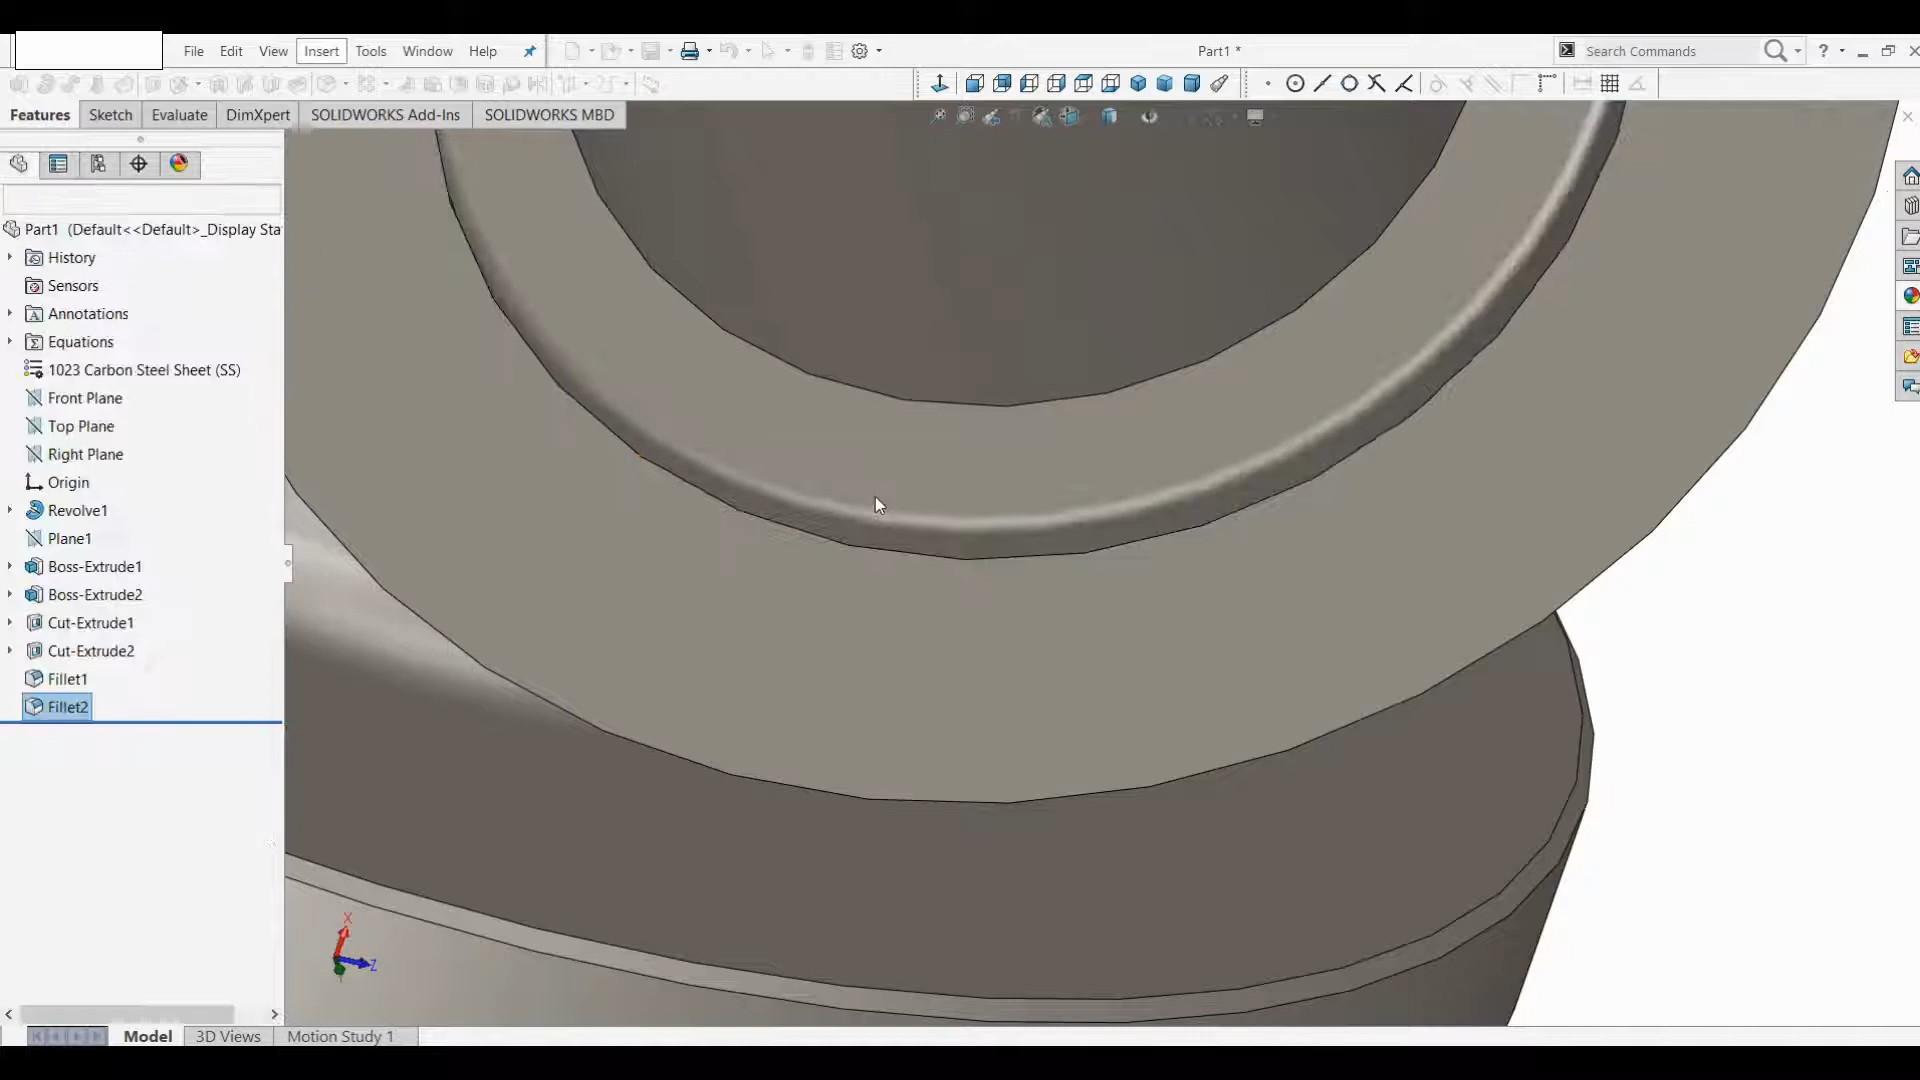 File Edit View Insert Tools Window Help
Part1 *
Search Commands
?
Features Sketch Evaluate DimXpert SOLIDWORKS Add-Ins SOLIDWORKS MBD
Part1 (Default<<Default>_Display Sta
History
Sensors
Annotations
Equations
1023 Carbon Steel Sheet (SS)
Front Plane
Top Plane
Right Plane
Origin
Revolve1
Plane1
Boss-Extrude1
Boss-Extrude2
Cut-Extrude1
Cut-Extrude2
Fillet1
Fillet2
X
Z
Model 3D Views Motion Study 1